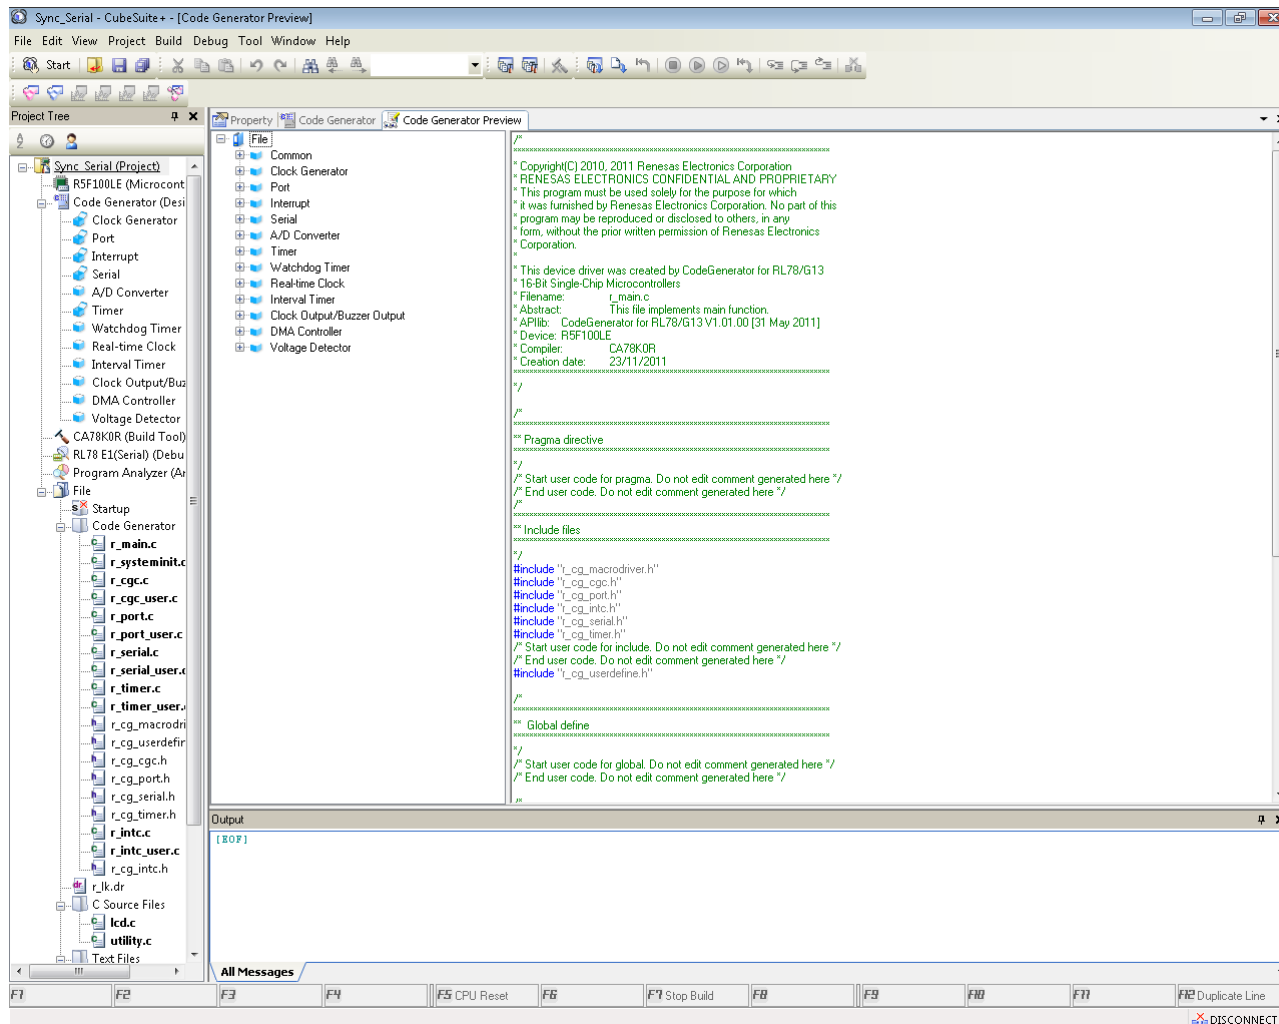 Sync_Serial - CubeSuite+ - [Code Generator Preview]
File Edit View Project Build Debug Tool Window Help
Start
Project Tree
Property
Code Generator
Code Generator Preview
Sync_Serial (Project)
R5F100LE (Microcont
Code Generator (Desi
Clock Generator
Port
Interrupt
Serial
A/D Converter
Timer
Watchdog Timer
Real-time Clock
Interval Timer
Clock Output/Buz
DMA Controller
Voltage Detector
CA78K0R (Build Tool)
RL78 E1(Serial) (Debu
Program Analyzer (Ar
File
Startup
Code Generator
r_main.c
r_systeminit.c
r_cgc.c
r_cgc_user.c
r_port.c
r_port_user.c
r_serial.c
r_serial_user.c
r_timer.c
r_timer_user.
r_cg_macrodri
r_cg_userdefir
r_cg_cgc.h
r_cg_port.h
r_cg_serial.h
r_cg_timer.h
r_intc.c
r_intc_user.c
r_cg_intc.h
r_lk.dr
C Source Files
lcd.c
utility.c
Text Files
File
Common
Clock Generator
Port
Interrupt
Serial
A/D Converter
Timer
Watchdog Timer
Real-time Clock
Interval Timer
Clock Output/Buzzer Output
DMA Controller
Voltage Detector
/*
* Copyright(C) 2010, 2011 Renesas Electronics Corporation
* RENESAS ELECTRONICS CONFIDENTIAL AND PROPRIETARY
* This program must be used solely for the purpose for which
* it was furnished by Renesas Electronics Corporation. No part of this
* program may be reproduced or disclosed to others, in any
* form, without the prior written permission of Renesas Electronics
* Corporation.
*
* This device driver was created by CodeGenerator for RL78/G13
* 16-Bit Single-Chip Microcontrollers
* Filename: r_main.c
* Abstract: This file implements main function.
* APIlib: CodeGenerator for RL78/G13 V1.01.00 [31 May 2011]
* Device: R5F100LE
* Compiler: CA78K0R
* Creation date: 23/11/2011
*/
/*
** Pragma directive
*/
/* Start user code for pragma. Do not edit comment generated here */
/* End user code. Do not edit comment generated here */
/*
** Include files
*/
#include "r_cg_macrodriver.h"
#include "r_cg_cgc.h"
#include "r_cg_port.h"
#include "r_cg_intc.h"
#include "r_cg_serial.h"
#include "r_cg_timer.h"
/* Start user code for include. Do not edit comment generated here */
/* End user code. Do not edit comment generated here */
#include "r_cg_userdefine.h"
/*
** Global define
*/
/* Start user code for global. Do not edit comment generated here */
/* End user code. Do not edit comment generated here */
/*
Output
[EOF]
All Messages
F1 F2 F3 F4 F5 CPU Reset F6 F7 Stop Build F8 F9 F10 F11 F12 Duplicate Line
DISCONNECT